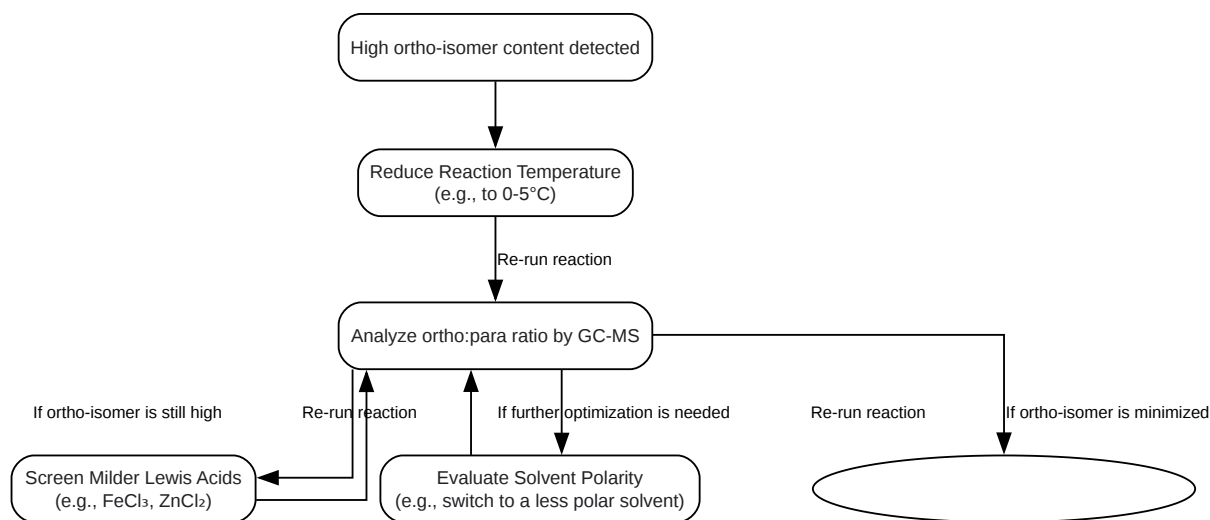 High ortho-isomer content detected
Reduce Reaction Temperature
(e.g., to 0-5°C)
Re-run reaction
Analyze ortho:para ratio by GC-MS
If ortho-isomer is still high
Re-run reaction
If further optimization is needed
Re-run reaction
If ortho-isomer is minimized
Screen Milder Lewis Acids
(e.g., FeCl₃, ZnCl₂)
Evaluate Solvent Polarity
(e.g., switch to a less polar solvent)